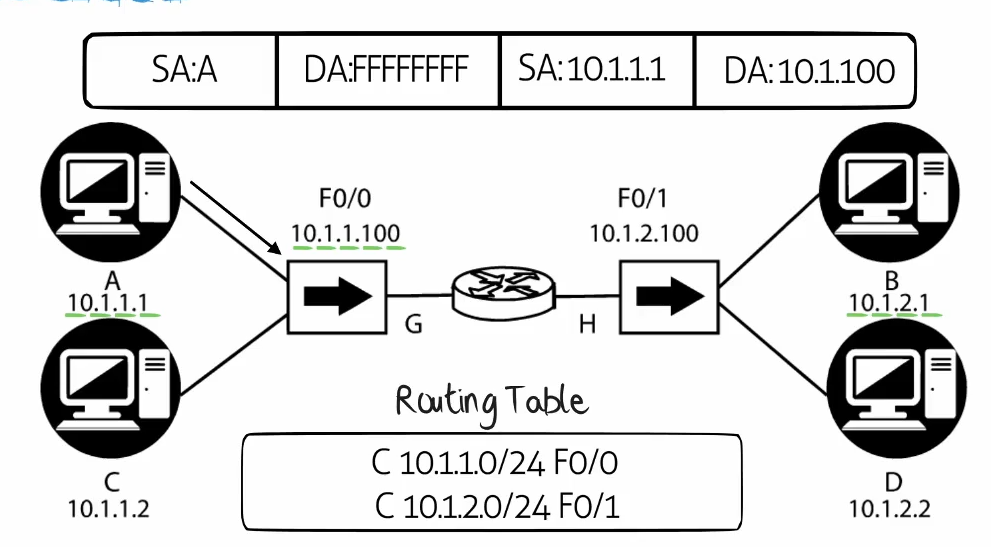 SA:A DA:FFFFFFFF SA:10.1.1.1 DA:10.1.100
F0/0 F0/1
10.1.1.100 10.1.2.100
A B
10.1.1.1 10.1.2.1
G H
Routing Table
C 10.1.1.0/24 F0/0
C 10.1.2.0/24 F0/1
C D
10.1.1.2 10.1.2.2